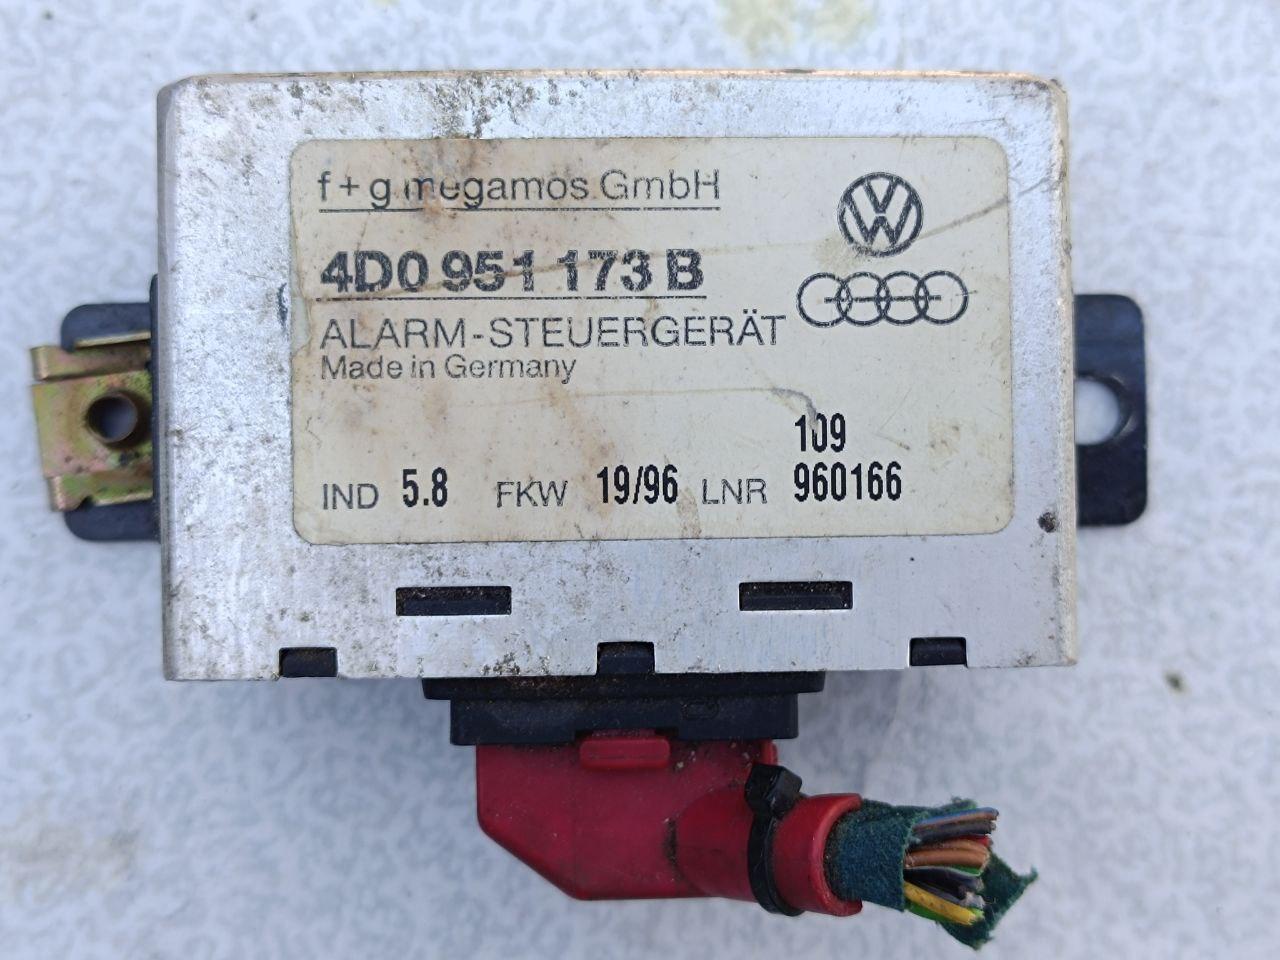 f + g megamos GmbH
4D0 951 173 B
ALARM-STEUERGERÄT
Made in Germany
109
IND 5.8 FKW 19/96 LNR 960166